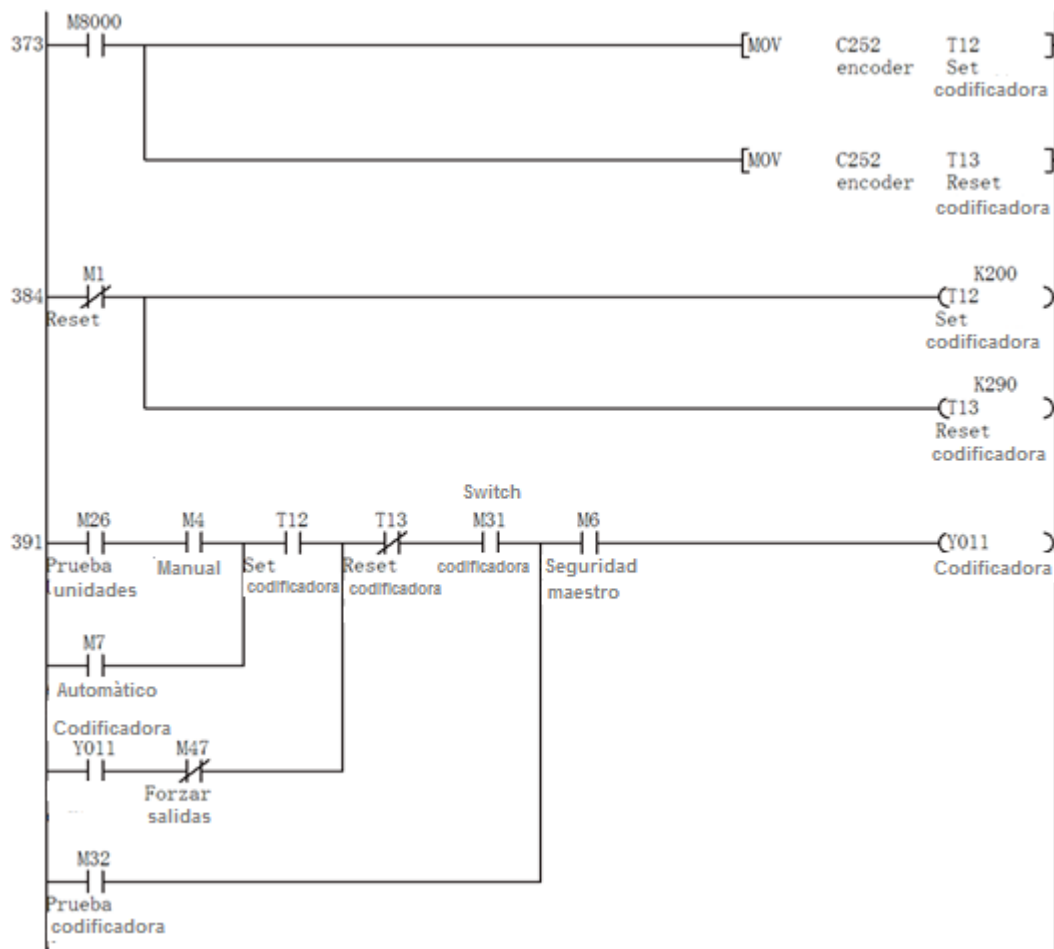 M8000
373
MOV C252 T12
encoder Set
codificadora
MOV C252 T13
encoder Reset
codificadora
M1
K200
384
T12
Reset
Set
codificadora
K290
T13
Reset
codificadora
Switch
M26 M4 T12 T13 M31 M6
391
Y011
Prueba unidades
Manual
Set codificadora
Reset codificadora
codificadora
Seguridad maestro
Codificadora
M7
Automàtico
Codificadora
Y011 M47
Forzar
salidas
M32
Prueba
codificadora